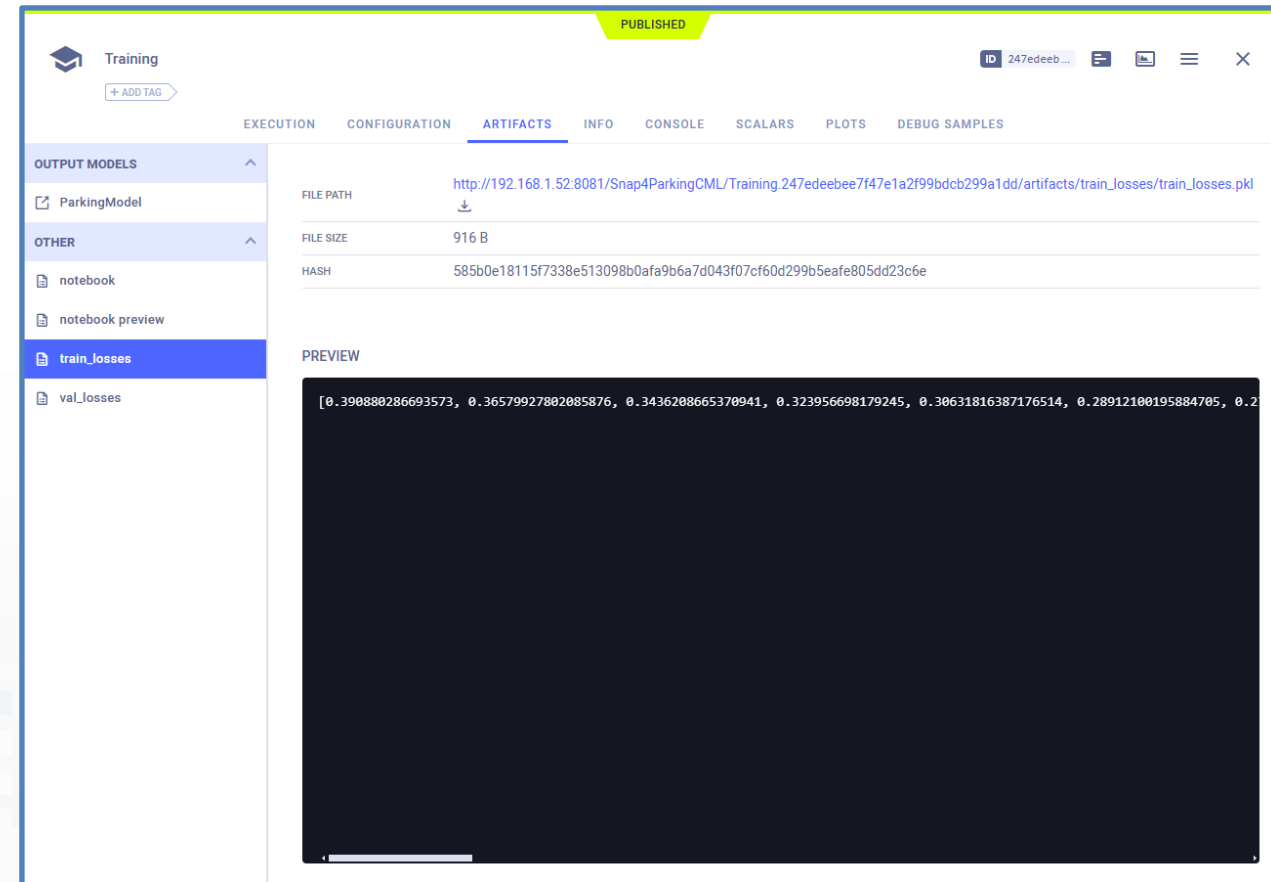 PUBLISHED
Training
ID 247edeeb...
+ ADD TAG
EXECUTION CONFIGURATION ARTIFACTS INFO CONSOLE SCALARS PLOTS DEBUG SAMPLES
OUTPUT MODELS
ParkingModel
OTHER
notebook
notebook preview
train_losses
val_losses
FILE PATH http://192.168.1.52:8081/Snap4ParkingCML/Training.247edeebee7f47e1a2f99bdcb299a1dd/artifacts/train_losses/train_losses.pkl
FILE SIZE 916 B
HASH 585b0e18115f7338e513098b0afa9b6a7d043f07cf60d299b5eafe805dd23c6e
PREVIEW
[0.390880286693573, 0.36579927802085876, 0.3436208665370941, 0.323956698179245, 0.30631816387176514, 0.28912100195884705, 0.2